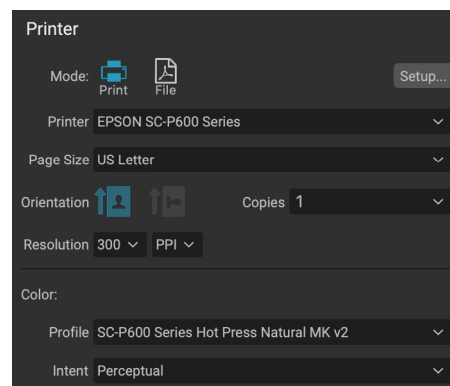 Printer
Mode: Print File Setup...
Printer EPSON SC-P600 Series
Page Size US Letter
Orientation Copies 1
Resolution 300 PPI
Color:
Profile SC-P600 Series Hot Press Natural MK v2
Intent Perceptual